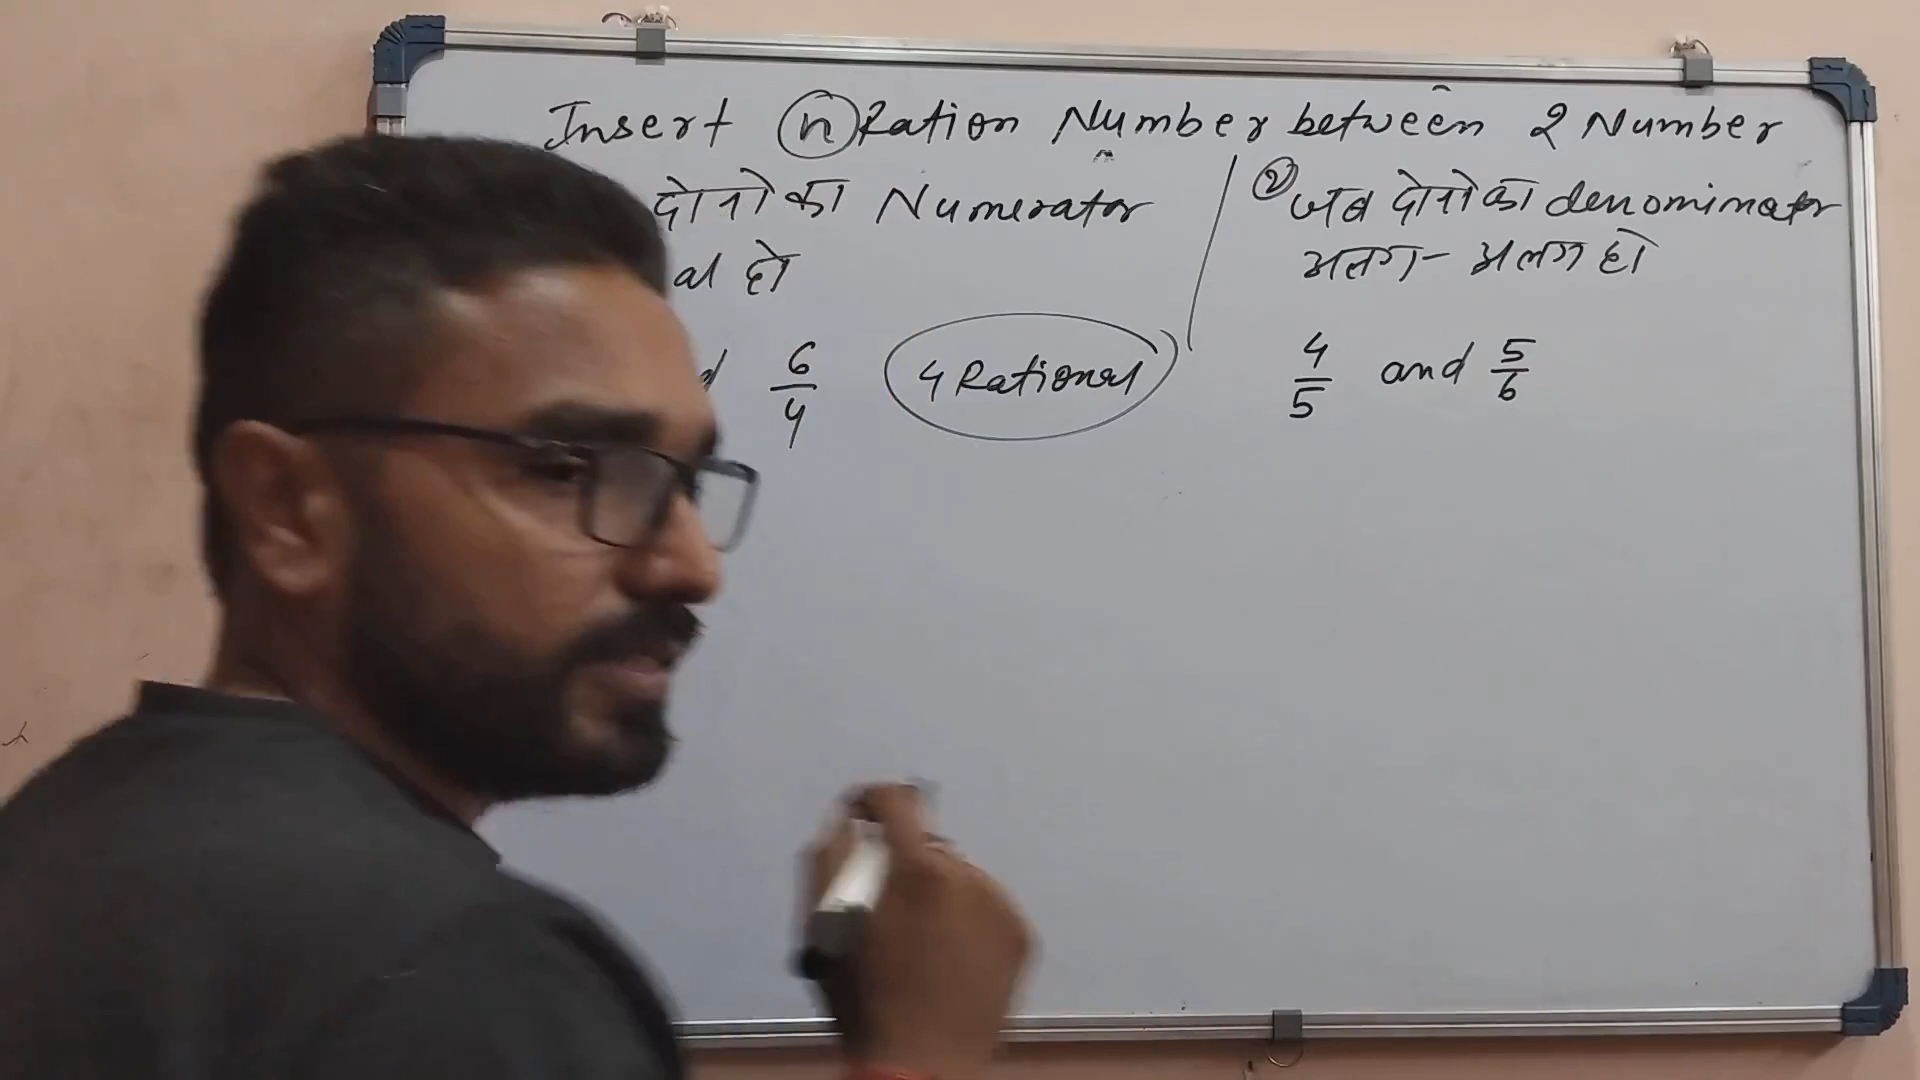 Insert n Ration Number between 2 Number
दोनो का Numerator
al हो
6/4 4 Rational
② जब दोनो का denominator
अलग - अलग हो
4/5 and 5/6